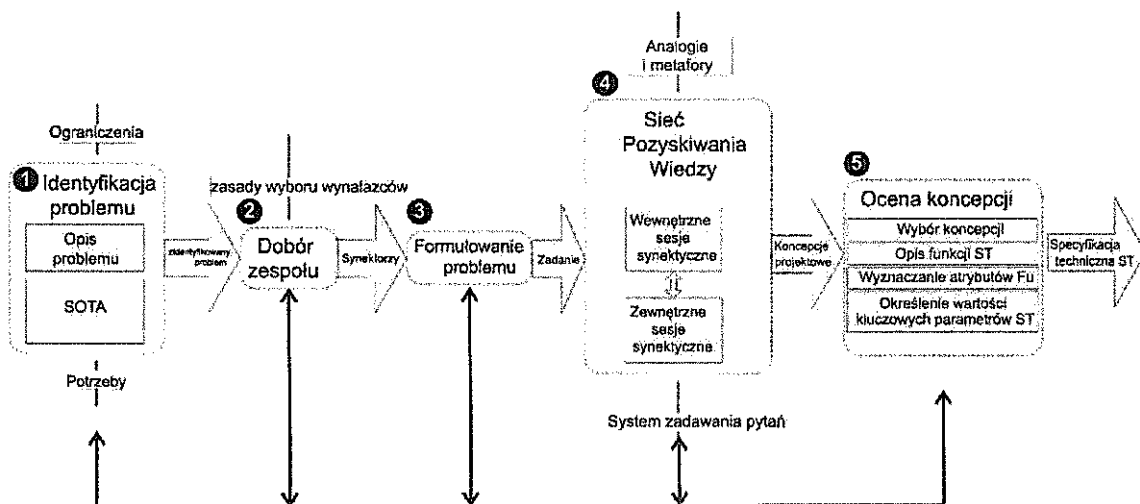 Analogie
i metafory
Ograniczenia
1 Identyfikacja
problemu
Opis
problemu
SOTA
Potrzeby
zidentyfikowany
problem
zasady wyboru wynalazców
2
Dobór
zespołu
Synektorzy
3
Formułowanie
problemu
Zadanie
4
Sieć
Pozyskiwania
Wiedzy
Wewnętrzne
sesje
synektyczne
Zewnętrzne
sesje
synektyczne
System zadawania pytań
Koncepcje
projektowe
5
Ocena koncepcji
Wybór koncepcji
Opis funkcji ST
Wyznaczanie atrybutów Fu
Określenie wartości
kluczowych parametrów ST
Specyfikacja
techniczna ST